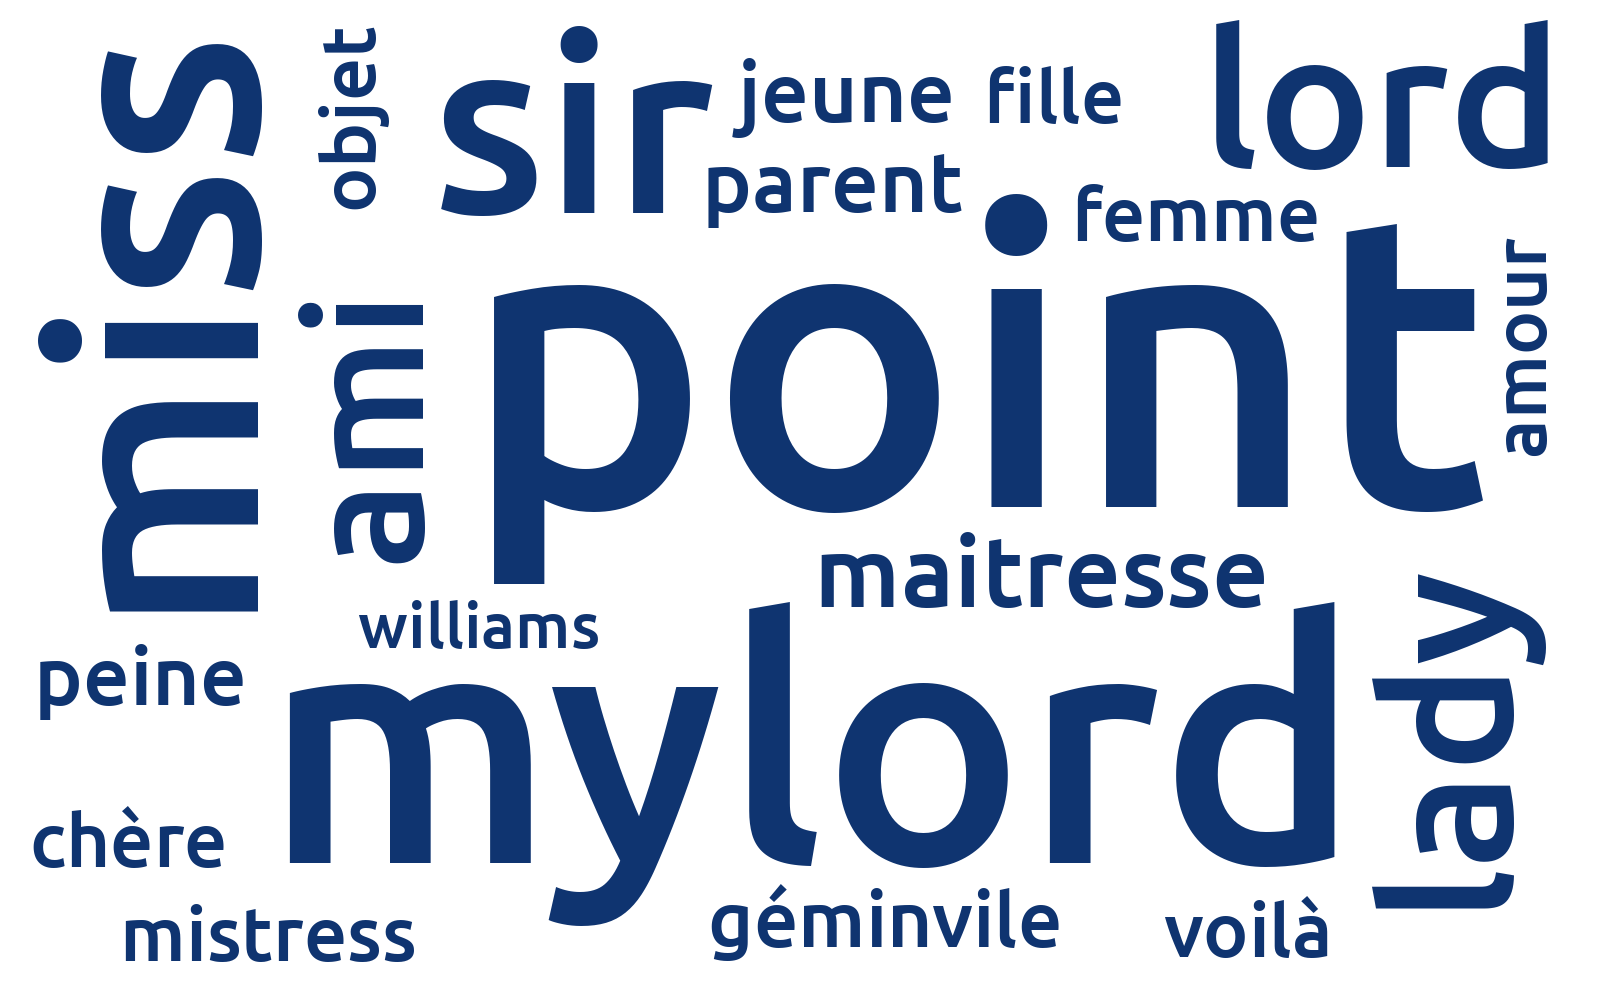 miss
objet
sir
jeune
fille
lord
parent
femme
point
amour
ami
maitresse
williams
peine
mylord
lady
chère
mistress
géminvile
voilà